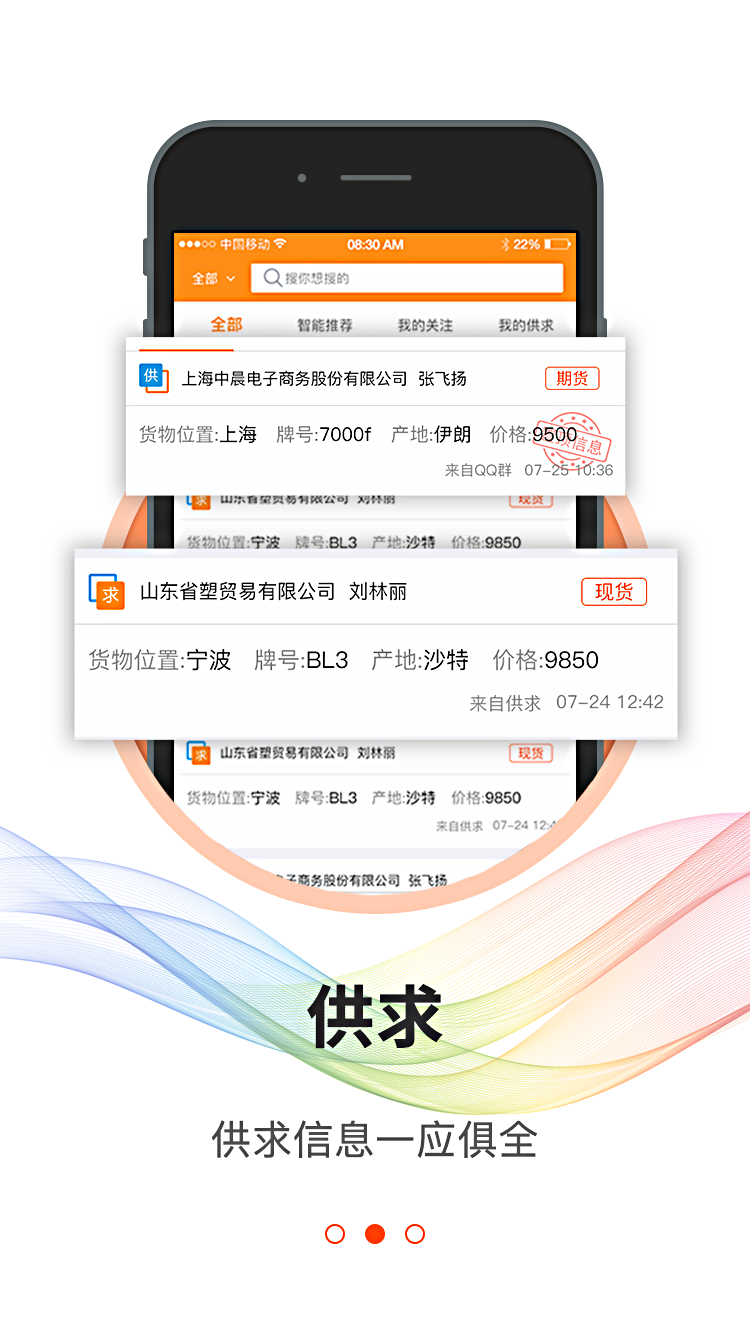 中国移动 08:30 AM 22%
全部 搜你想搜的
全部 智能推荐 我的关注 我的供求
供 上海中晨电子商务股份有限公司 张飞扬 期货
货物位置:上海 牌号:7000f 产地:伊朗 价格:9500
信息
来自QQ群 07-25 10:36
求 山东省塑贸易有限公司 刘林丽 现货
货物位置:宁波 牌号:BL3 产地:沙特 价格:9850
求 山东省塑贸易有限公司 刘林丽 现货
货物位置:宁波 牌号:BL3 产地:沙特 价格:9850
来自供求 07-24 12:42
求 山东省塑贸易有限公司 刘林丽 现货
货物位置:宁波 牌号:BL3 产地:沙特 价格:9850
来自供求 07-24 12:4
子商务股份有限公司 张飞扬
供求
供求信息一应俱全